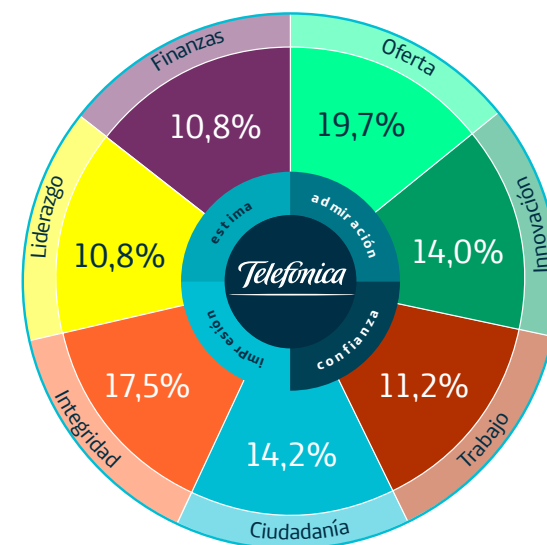 Finanzas
10,8%
Oferta
19,7%
Innovación
14,0%
Trabajo
11,2%
Ciudadanía
14,2%
Integridad
17,5%
Liderazgo
10,8%
estima
admiración
confianza
impresión
Telefónica